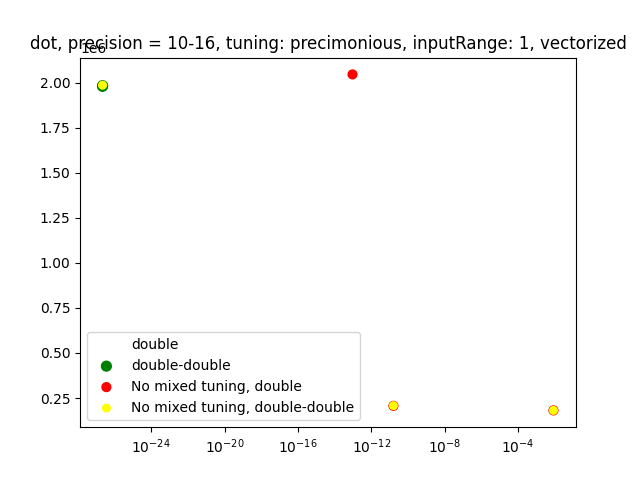 dot, precision = 10-16, tuning: precimonious, inputRange: 1, vectorized
1e6
2.00
1.75
1.50
1.25
1.00
0.75
0.50
0.25
double
double-double
No mixed tuning, double
No mixed tuning, double-double
10⁻²⁴ 10⁻²⁰ 10⁻¹⁶ 10⁻¹² 10⁻⁸ 10⁻⁴